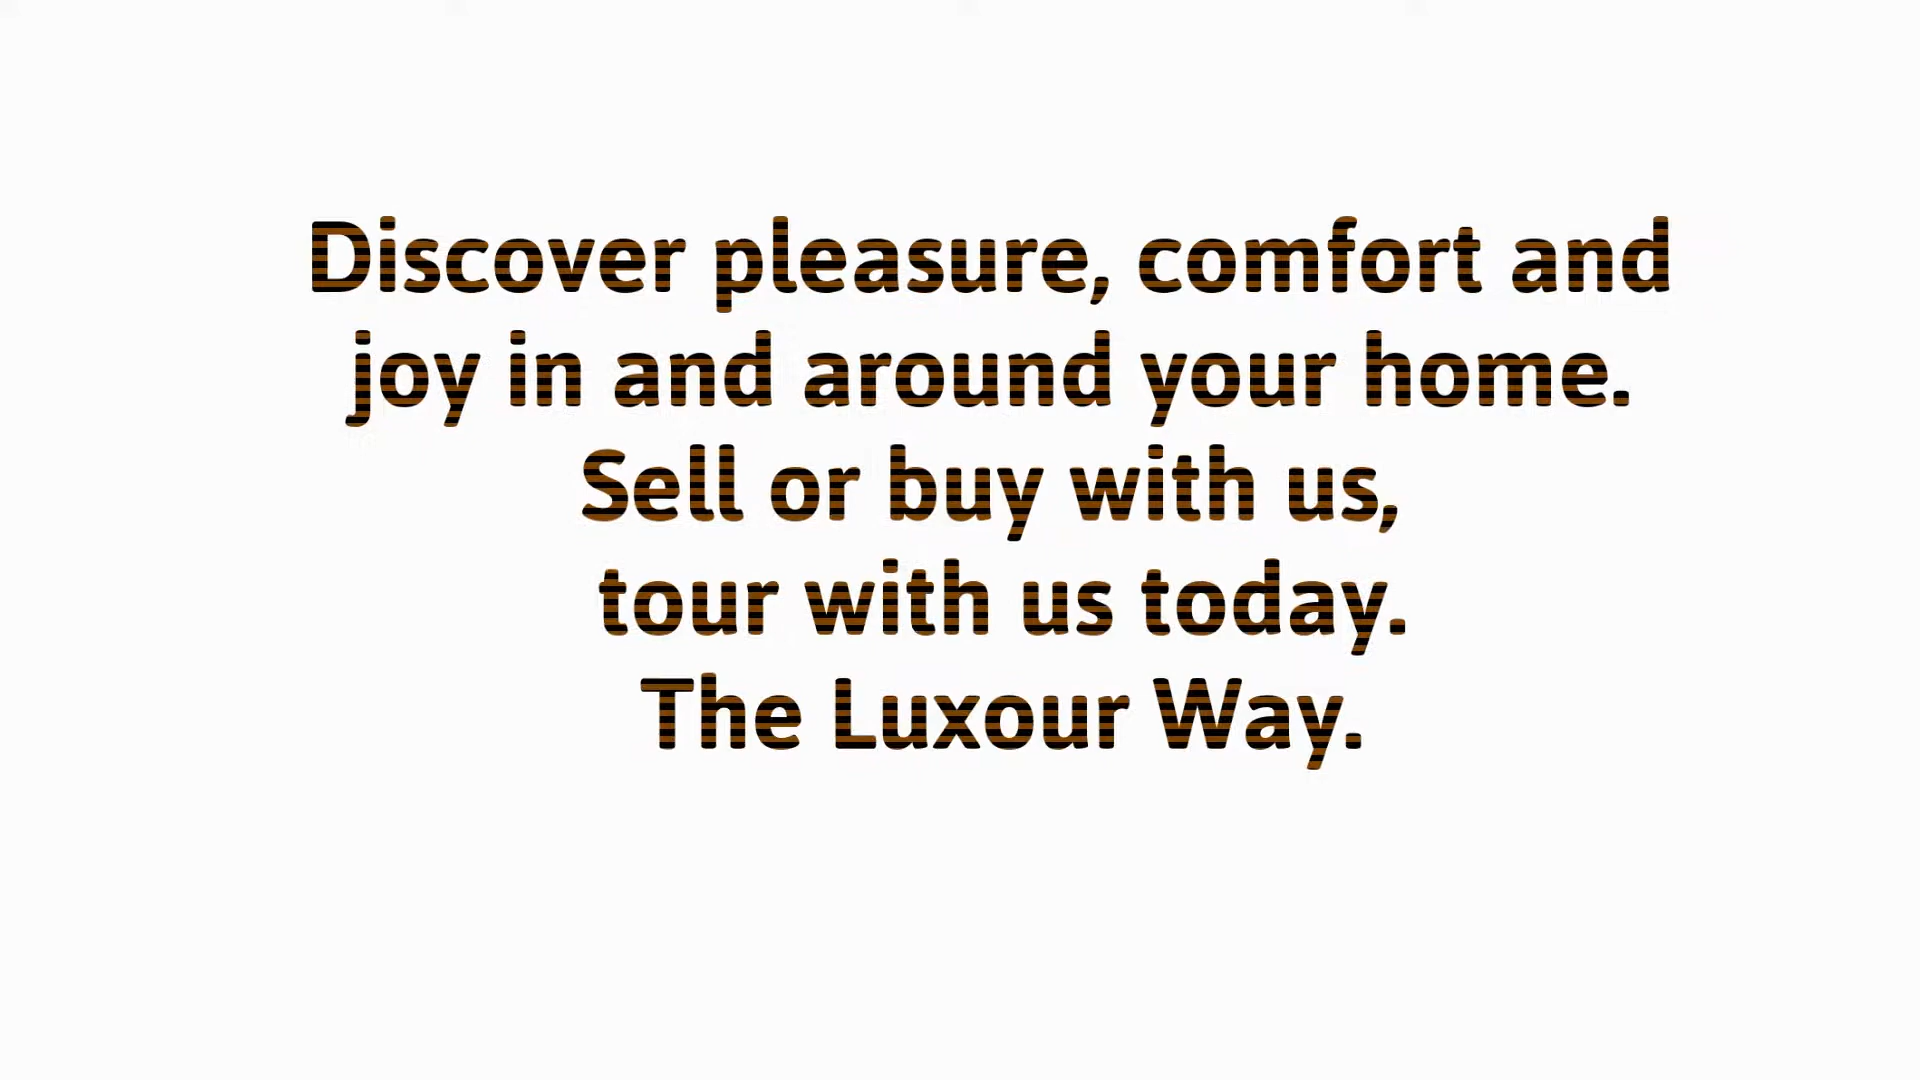 Discover pleasure, comfort and
joy in and around your home.
Sell or buy with us,
tour with us today.
The Luxour Way.